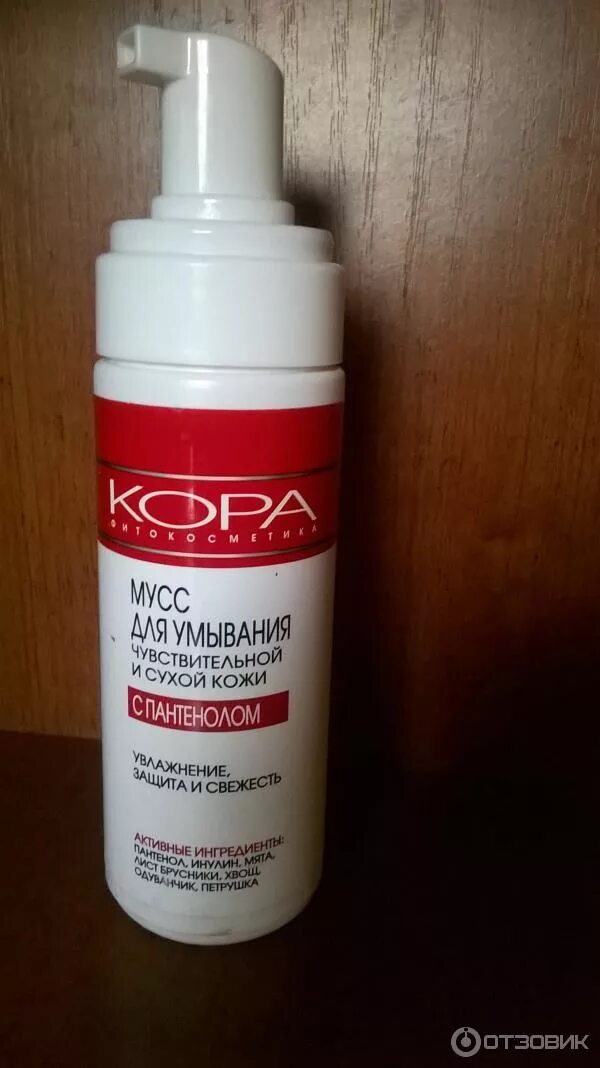 КОРА
ФИТОКОСМЕТИКА
МУСС
ДЛЯ УМЫВАНИЯ
ЧУВСТВИТЕЛЬНОЙ
И СУХОЙ КОЖИ
С ПАНТЕНОЛОМ
УВЛАЖНЕНИЕ,
ЗАЩИТА И СВЕЖЕСТЬ
АКТИВНЫЕ ИНГРЕДИЕНТЫ:
ПАНТЕНОЛ, ИНУЛИН, МЯТА,
ЛИСТ БРУСНИКИ, ХВОЩ,
ОДУВАНЧИК, ПЕТРУШКА
ОТЗОВИК